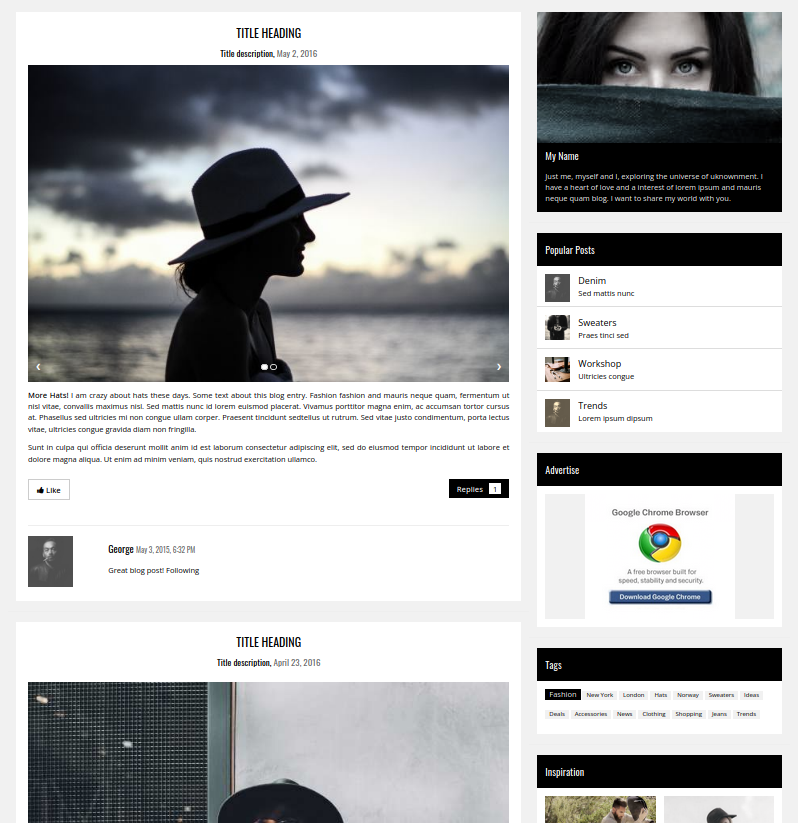 TITLE HEADING
Title description, May 2, 2016
‹
›
More Hats! I am crazy about hats these days. Some text about this blog entry. Fashion fashion and mauris neque quam, fermentum ut
nisl vitae, convallis maximus nisl. Sed mattis nunc id lorem euismod placerat. Vivamus porttitor magna enim, ac accumsan tortor cursus
at. Phasellus sed ultricies mi non congue ullam corper. Praesent tincidunt sedtellus ut rutrum. Sed vitae justo condimentum, porta lectus
vitae, ultricies congue gravida diam non fringilla.
Sunt in culpa qui officia deserunt mollit anim id est laborum consectetur adipiscing elit, sed do eiusmod tempor incididunt ut labore et
dolore magna aliqua. Ut enim ad minim veniam, quis nostrud exercitation ullamco.
Like
Replies 1
George May 3, 2015, 6:32 PM
Great blog post! Following
TITLE HEADING
Title description, April 23, 2016
My Name
Just me, myself and I, exploring the universe of uknownment. I
have a heart of love and a interest of lorem ipsum and mauris
neque quam blog. I want to share my world with you.
Popular Posts
Denim
Sed mattis nunc
Sweaters
Praes tinci sed
Workshop
Ultricies congue
Trends
Lorem ipsum dipsum
Advertise
Google Chrome Browser
A free browser built for
speed, stability and security.
Download Google Chrome
Tags
Fashion New York London Hats Norway Sweaters Ideas
Deals Accessories News Clothing Shopping Jeans Trends
Inspiration